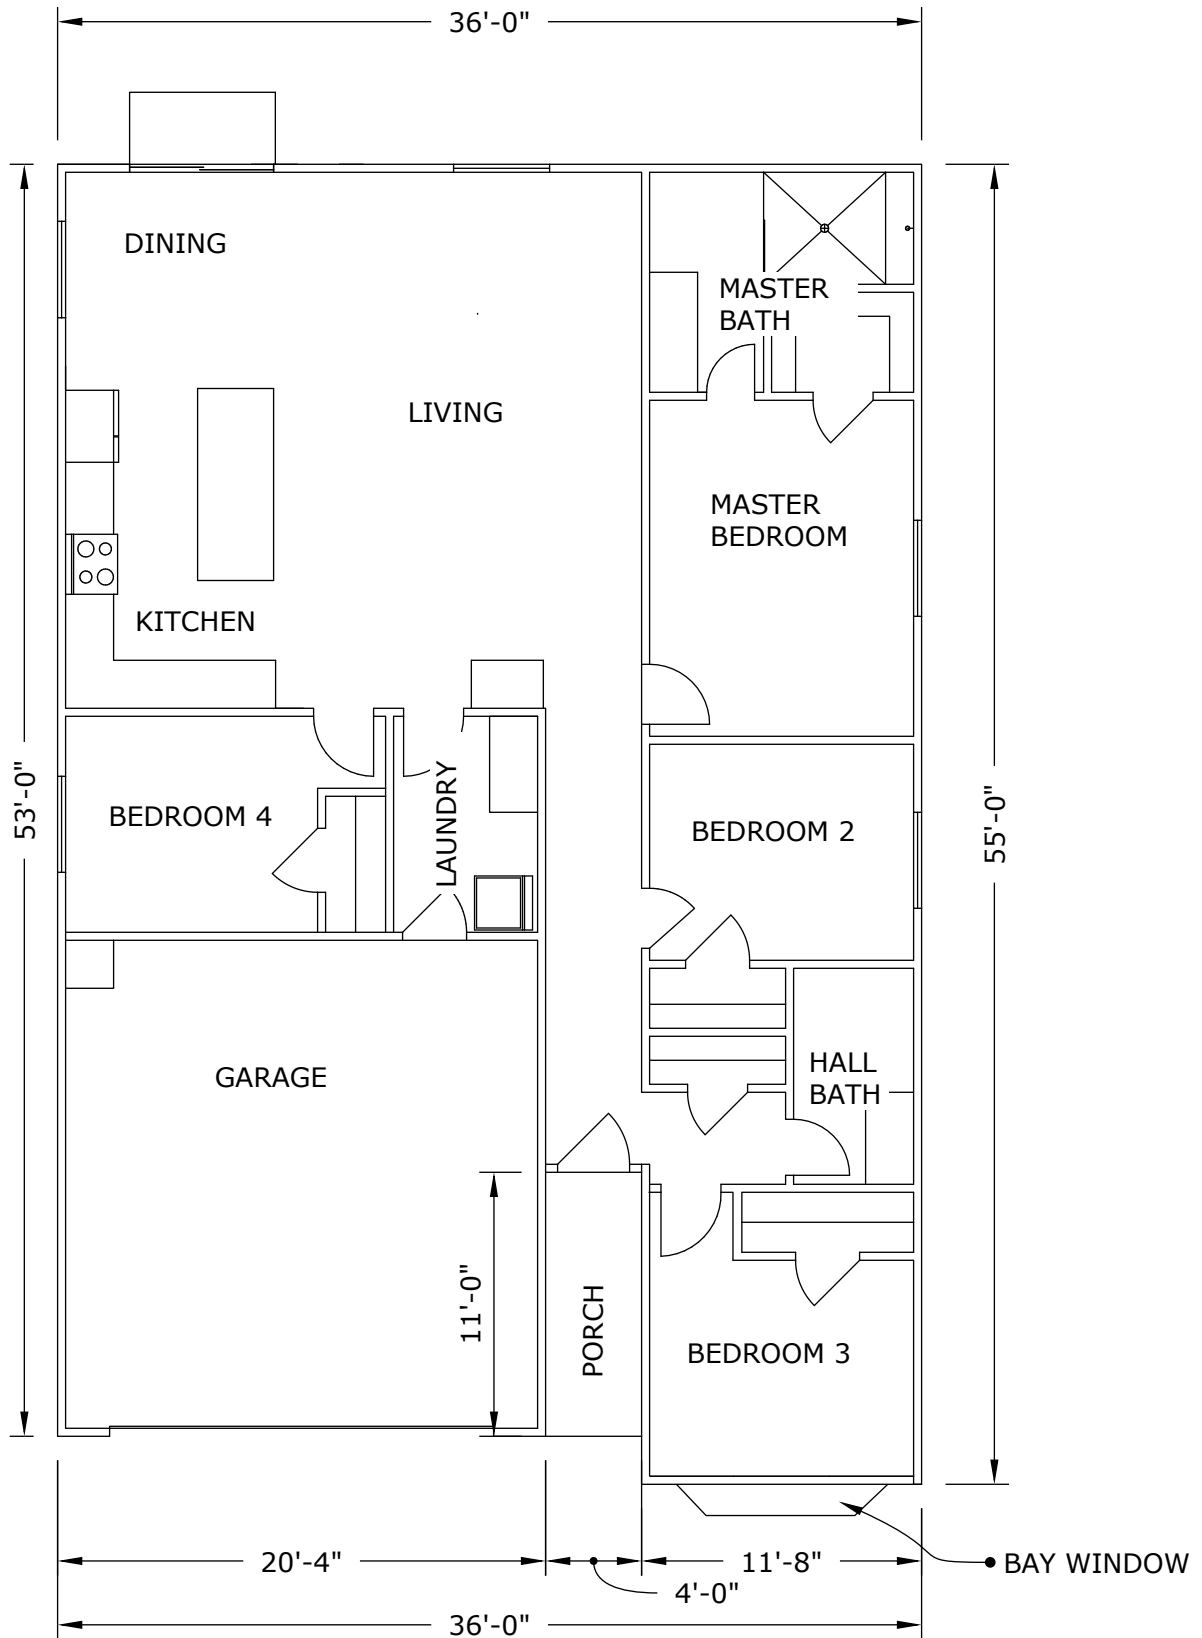 36'-0"
DINING
MASTER
BATH
LIVING
MASTER
BEDROOM
KITCHEN
53'-0"
BEDROOM 4
LAUNDRY
BEDROOM 2
55'-0"
GARAGE
HALL
BATH
11'-0"
PORCH
BEDROOM 3
20'-4"
11'-8"
BAY WINDOW
4'-0"
36'-0"